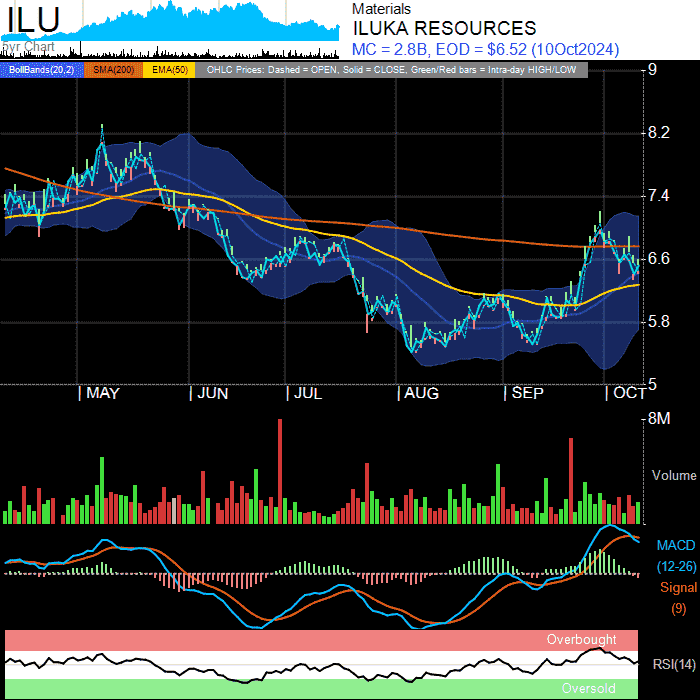 ILU
5yr Chart
Materials
ILUKA RESOURCES
MC = 2.8B, EOD = $6.52 (10Oct2024)
BollBands(20,2) SMA(200) EMA(50) OHLC Prices: Dashed = OPEN, Solid = CLOSE, Green/Red bars = Intra-day HIGH/LOW
9
8.2
7.4
6.6
5.8
5
| MAY | JUN | JUL | AUG | SEP | OCT
8M
Volume
MACD
(12-26)
Signal
(9)
Overbought
RSI(14)
Oversold